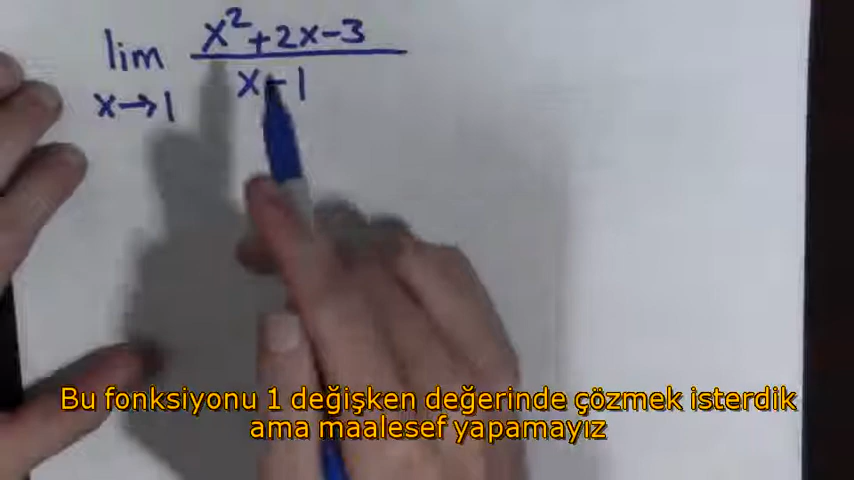 lim x²+2x-3
x→1 x-1
Bu fonksiyonu 1 değişken değerinde çözmek isterdik
ama maalesef yapamayız